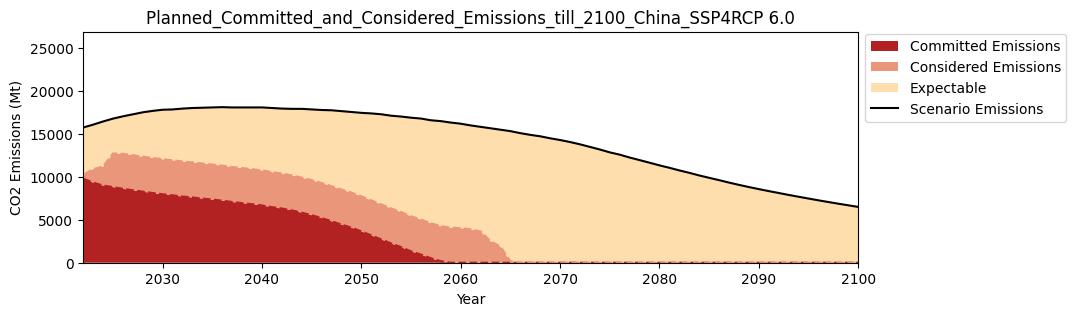 Planned_Committed_and_Considered_Emissions_till_2100_China_SSP4RCP 6.0
25000
20000
15000
10000
5000
0
CO2 Emissions (Mt)
2030 2040 2050 2060 2070 2080 2090 2100
Year
Committed Emissions
Considered Emissions
Expectable
Scenario Emissions